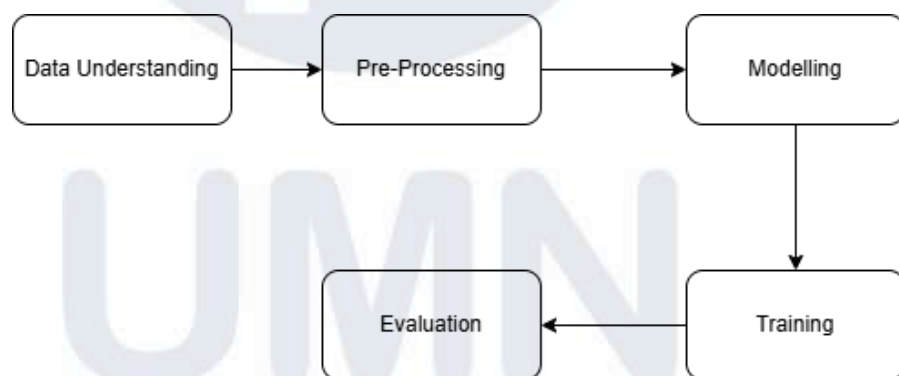 Data Understanding
Pre-Processing
Modelling
Training
Evaluation
UMN